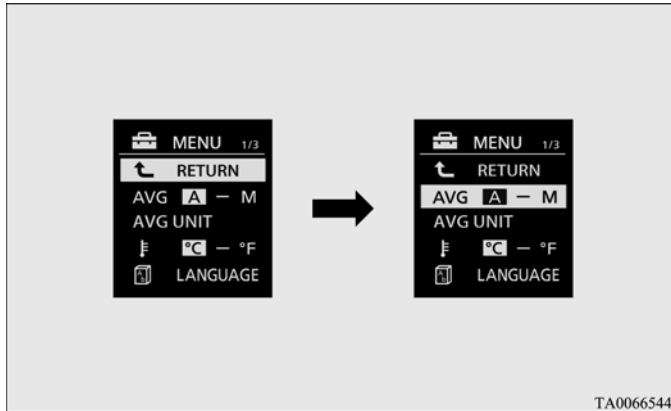 MENU 1/3
RETURN
AVG A – M
AVG UNIT
°C – °F
LANGUAGE
MENU 1/3
RETURN
AVG A – M
AVG UNIT
°C – °F
LANGUAGE
TA0066544